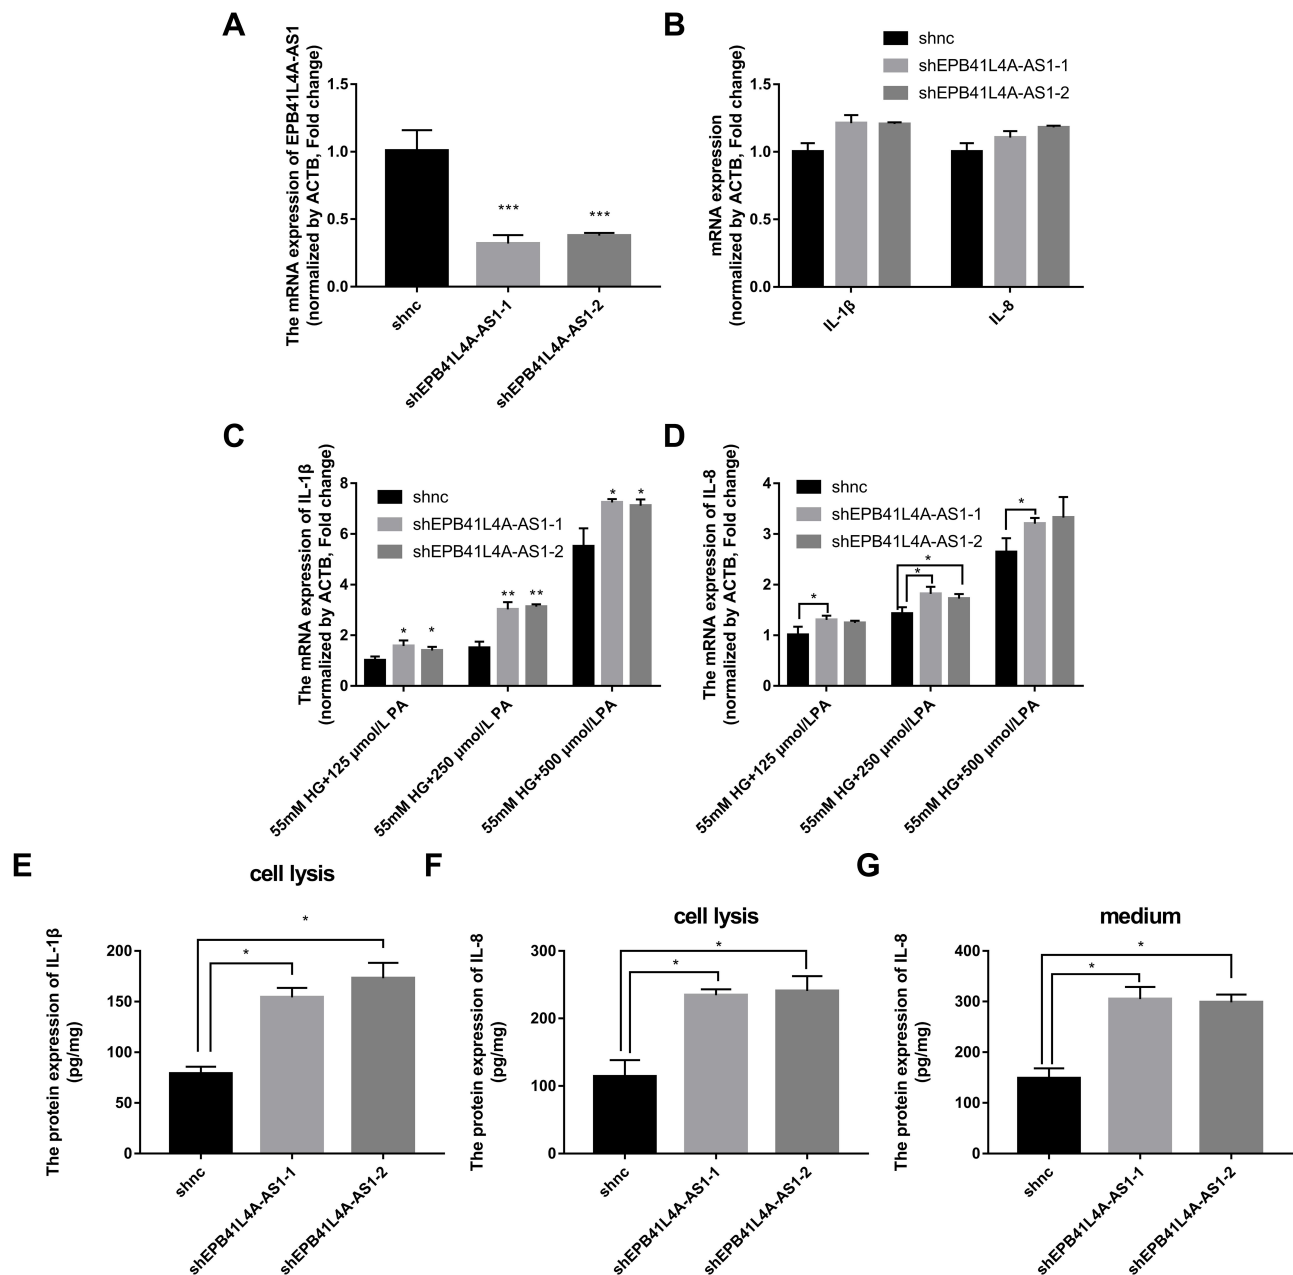 A
The mRNA expression of EPB41L4A-AS1
(normalized by ACTB, Fold change)
1.5
1.0
0.5
0.0
***
***
shnc
shEPB41L4A-AS1-1
shEPB41L4A-AS1-2
B
shnc
shEPB41L4A-AS1-1
shEPB41L4A-AS1-2
mRNA expression
(normalized by ACTB, Fold change)
1.5
1.0
0.5
0.0
IL-1β
IL-8
C
The mRNA expression of IL-1β
(normalized by ACTB, Fold change)
8
6
4
2
0
shnc
shEPB41L4A-AS1-1
shEPB41L4A-AS1-2
*
*
**
**
*
*
55mM HG+125 μmol/L PA
55mM HG+250 μmol/L PA
55mM HG+500 μmol/LPA
D
The mRNA expression of IL-8
(normalized by ACTB, Fold change)
4
3
2
1
0
shnc
shEPB41L4A-AS1-1
shEPB41L4A-AS1-2
*
*
*
*
55mM HG+125 μmol/LPA
55mM HG+250 μmol/LPA
55mM HG+500 μmol/LPA
E
cell lysis
The protein expression of IL-1β
(pg/mg)
200
150
100
50
0
*
*
shnc
shEPB41L4A-AS1-1
shEPB41L4A-AS1-2
F
cell lysis
The protein expression of IL-8
(pg/mg)
300
200
100
0
*
*
shnc
shEPB41L4A-AS1-1
shEPB41L4A-AS1-2
G
medium
The protein expression of IL-8
(pg/mg)
400
300
200
100
0
*
*
shnc
shEPB41L4A-AS1-1
shEPB41L4A-AS1-2